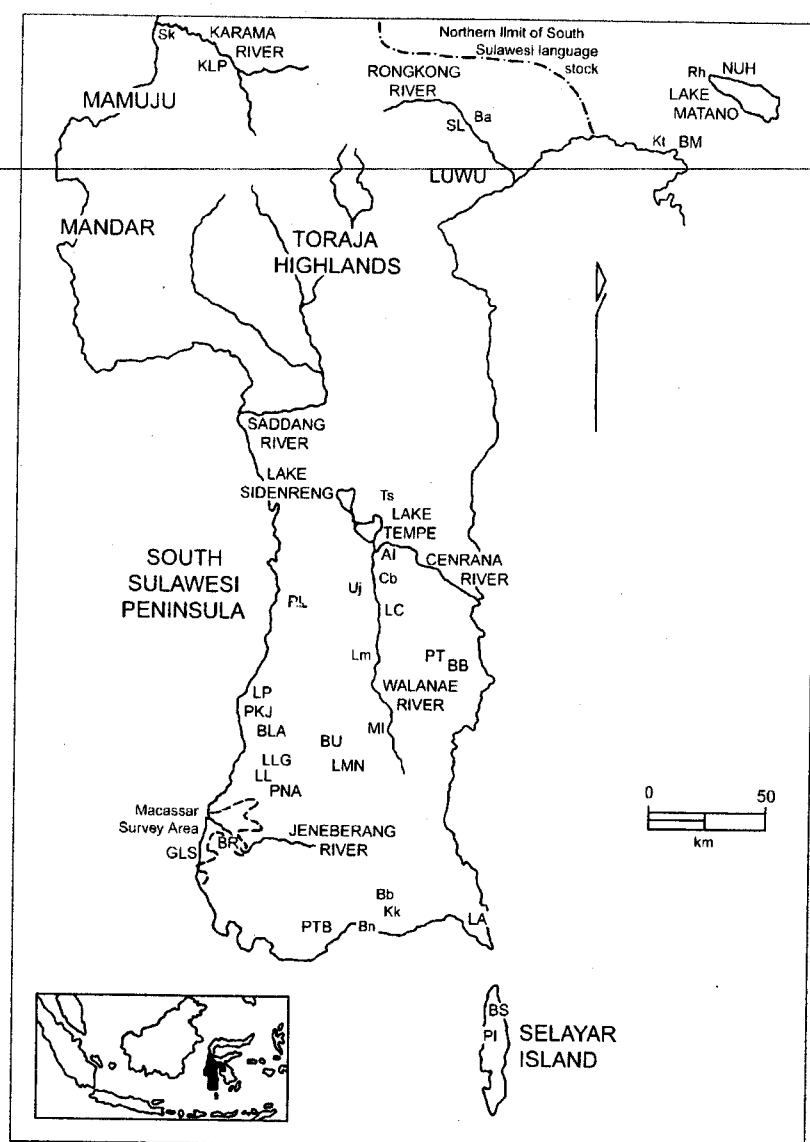 Sk
KARAMA
RIVER
KLP
MAMUJU
Northern limit of South
Sulawesi language
stock
RONGKONG
RIVER
Ba
SL
Rh
NUH
LAKE
MATANO
Kt
BM
LUWU
MANDAR
TORAJA
HIGHLANDS
SADDANG
RIVER
LAKE
SIDENRENG
Ts
LAKE
TEMPE
Al
CENRANA
RIVER
Cb
Uj
LC
SOUTH
SULAWESI
PENINSULA
PL
Lm
PT
BB
WALANAE
RIVER
LP
PKJ
BLA
Ml
BU
LMN
LLG
LL
PNA
0
50
km
Macassar
Survey Area
BR
JENEBERANG
RIVER
GLS
Bb
Kk
LA
PTB
Bn
BS
PI
SELAYAR
ISLAND